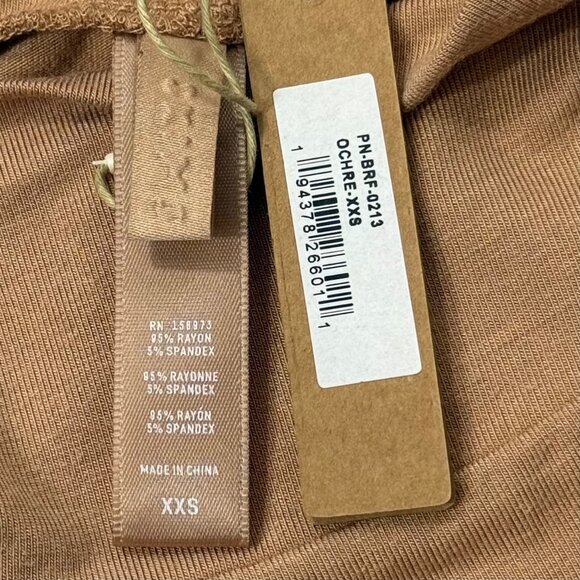 RN 158973
95% RAYON
5% SPANDEX
95% RAYONNE
5% SPANDEX
95% RAYÓN
5% SPANDEX
MADE IN CHINA
XXS
PN-BRF-0213
OCHRE-XXS
1 94378 26601 1